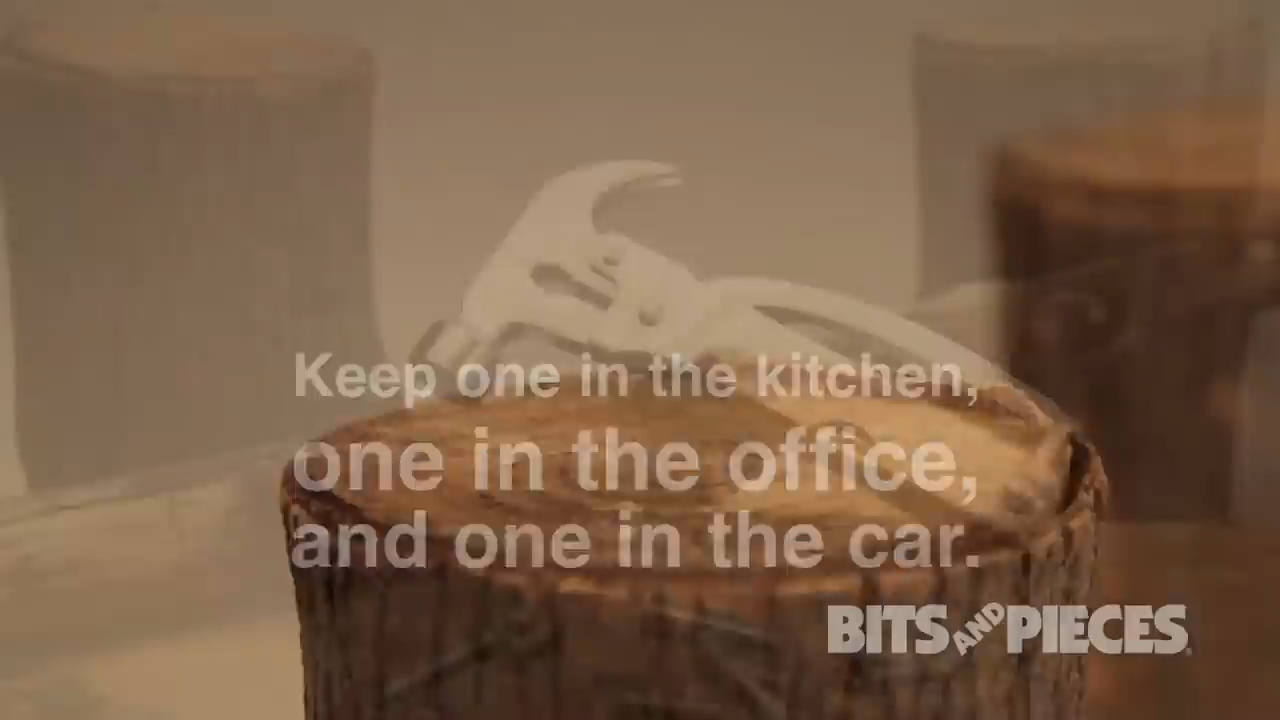 Keep one in the kitchen,
one in the office,
and one in the car.
BITS AND PIECES